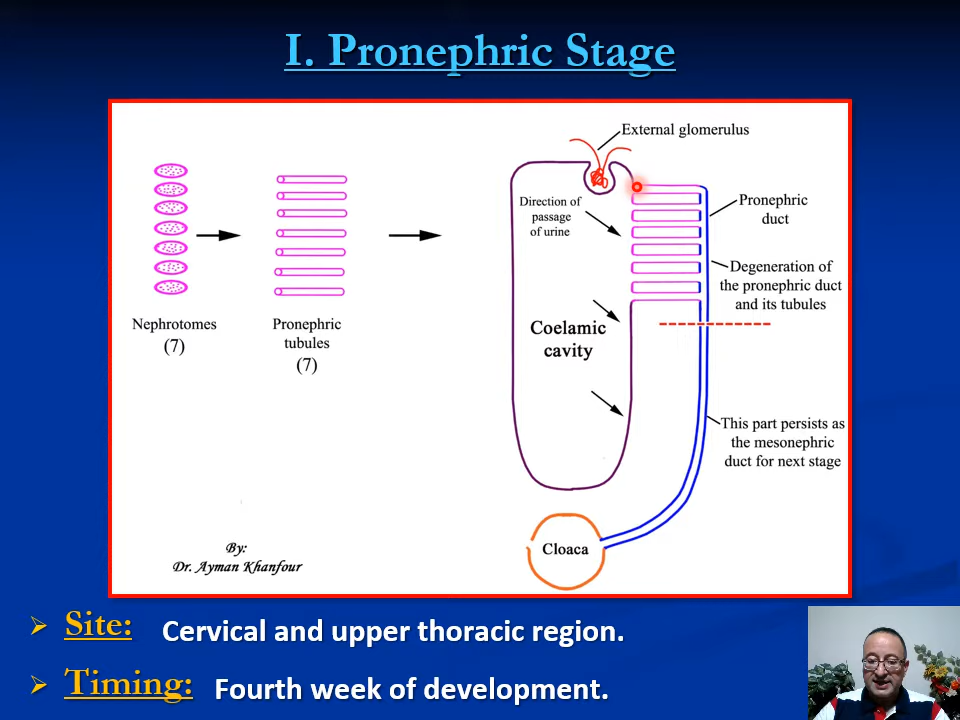 I. Pronephric Stage
External glomerulus
Direction of
passage
of urine
Pronephric
duct
Degeneration of
the pronephric duct
and its tubules
Nephrotomes
(7)
Pronephric
tubules
(7)
Coelamic
cavity
This part persists as
the mesonephric
duct for next stage
Cloaca
By:
Dr. Ayman Khanfour
Site: Cervical and upper thoracic region.
Timing: Fourth week of development.